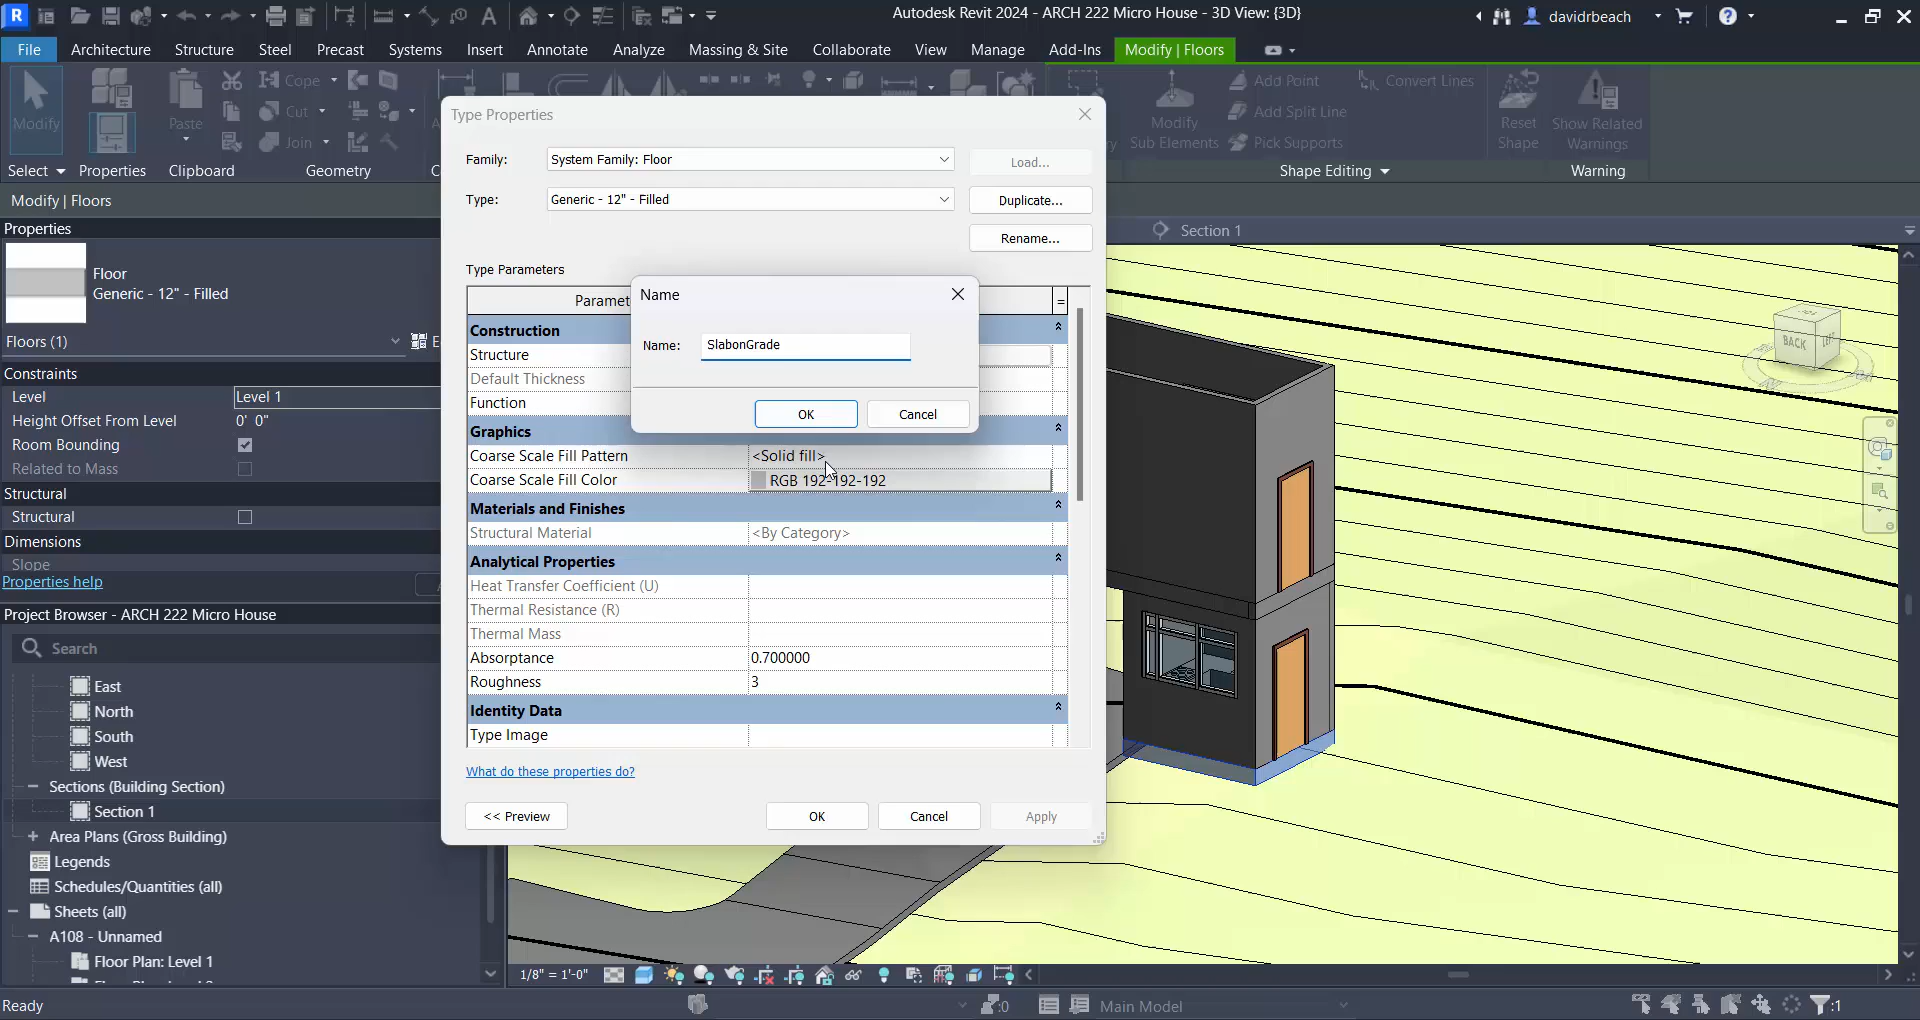 Autodesk Revit 2024 - ARCH 222 Micro House - 3D View: {3D}
davidrbeach
File Architecture Structure Steel Precast Systems Insert Annotate Analyze Massing & Site Collaborate View Manage Add-Ins Modify | Floors
Modify
Paste
Cope
Cut
Join
Modify
Sub Elements
Add Point
Add Split Line
Pick Supports
Convert Lines
Reset
Shape
Show Related
Warnings
Select Properties Clipboard Geometry Shape Editing Warning
Modify | Floors
Properties
Floor
Generic - 12" - Filled
Floors (1)
Constraints
Level Level 1
Height Offset From Level 0' 0"
Room Bounding
Related to Mass
Structural
Structural
Dimensions
Slope
Properties help
Project Browser - ARCH 222 Micro House
Search
East
North
South
West
Sections (Building Section)
Section 1
Area Plans (Gross Building)
Legends
Schedules/Quantities (all)
Sheets (all)
A108 - Unnamed
Floor Plan: Level 1
Type Properties
Family: System Family: Floor Load...
Type: Generic - 12" - Filled Duplicate...
Rename...
Type Parameters
Paramet =
Construction
Structure
Default Thickness
Function
Graphics
Coarse Scale Fill Pattern <Solid fill>
Coarse Scale Fill Color RGB 192-192-192
Materials and Finishes
Structural Material <By Category>
Analytical Properties
Heat Transfer Coefficient (U)
Thermal Resistance (R)
Thermal Mass
Absorptance 0.700000
Roughness 3
Identity Data
Type Image
What do these properties do?
<< Preview OK Cancel Apply
Name
Name: SlabonGrade
OK Cancel
Section 1
BACK
LEFT
1/8" = 1'-0"
Ready
:0
Main Model
:1